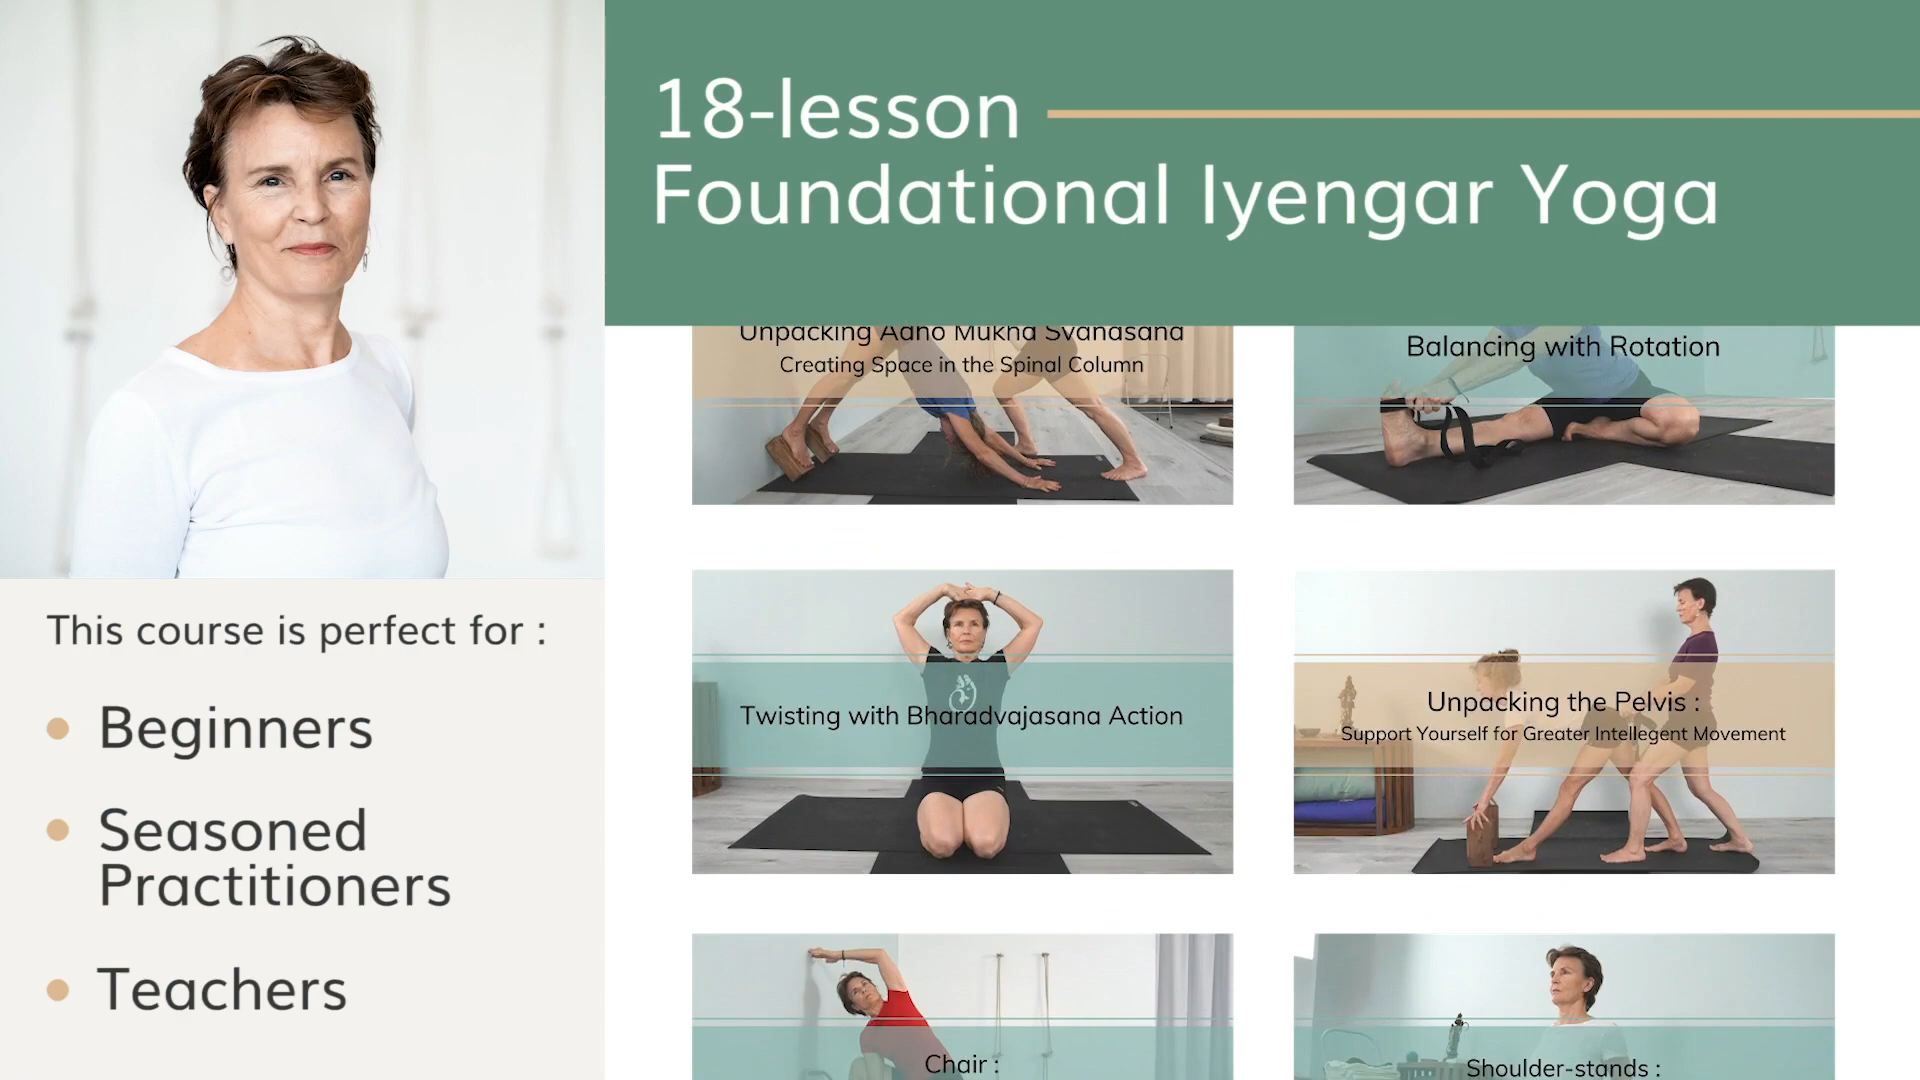 18-lesson
Foundational Iyengar Yoga
This course is perfect for :
Beginners
Seasoned
Practitioners
Teachers
Unpacking Adho Mukha Svanasana
Creating Space in the Spinal Column
Balancing with Rotation
Twisting with Bharadvajasana Action
Unpacking the Pelvis :
Support Yourself for Greater Intellegent Movement
Chair :
Shoulder-stands :